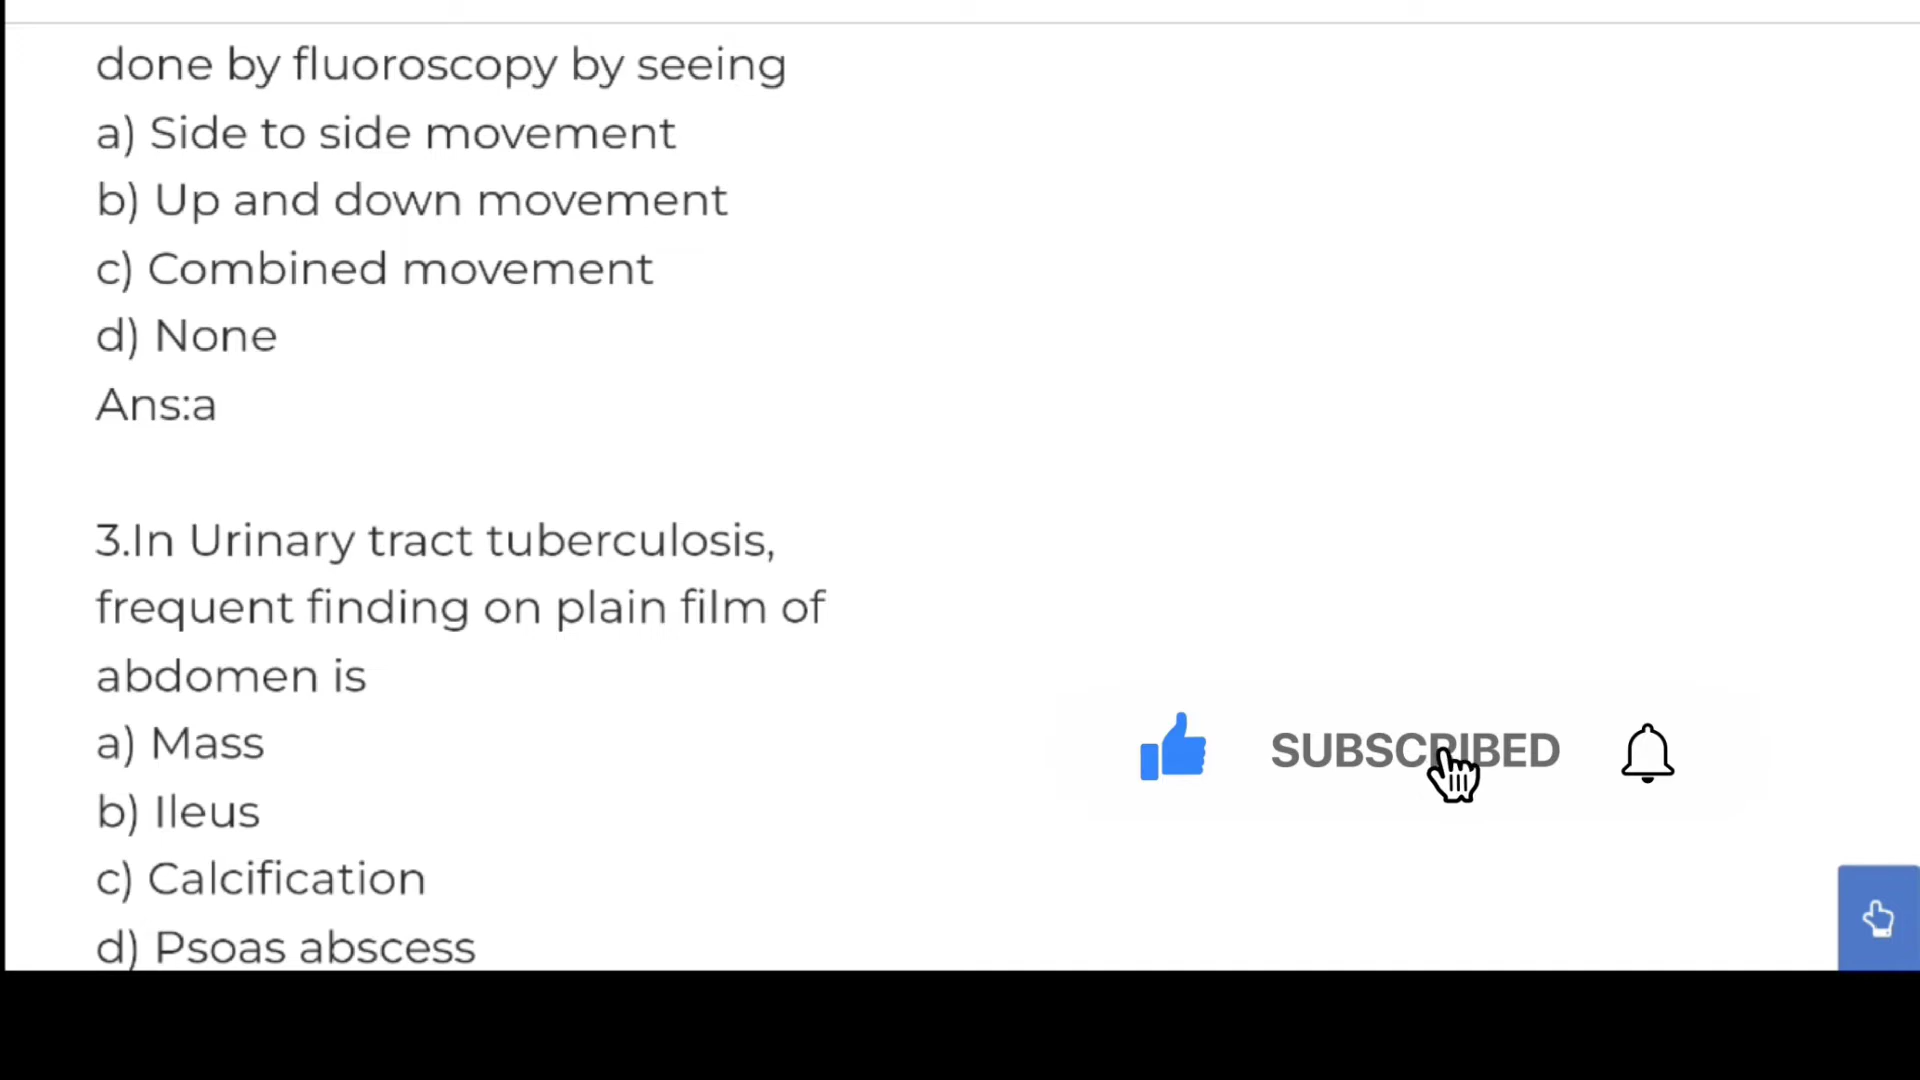 done by fluoroscopy by seeing
a) Side to side movement
b) Up and down movement
c) Combined movement
d) None
Ans:a
3.In Urinary tract tuberculosis,
frequent finding on plain film of
abdomen is
a) Mass
b) Ileus
c) Calcification
d) Psoas abscess
SUBSCRIBED